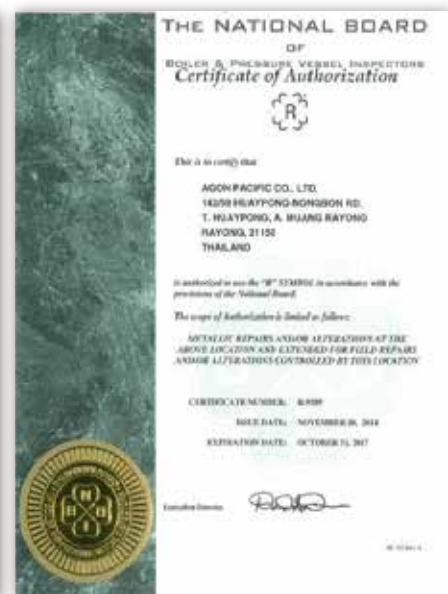 THE NATIONAL BOARD
OF
BOILER & PRESSURE VESSEL INSPECTORS
Certificate of Authorization
R
This is to certify that
AGOH PACIFIC CO., LTD.
HUAYPONG-NONGBON RD.
T. HUAYPONG, A. MUANG RAYONG
RAYONG, 21150
THAILAND
is authorized to use the "R" SYMBOL in accordance with the
provisions of the National Board.
The scope of Authorization is limited as follows:
METALLIC REPAIRS AND/OR ALTERATIONS AT THE
ABOVE LOCATION AND EXTENDED FOR FIELD REPAIRS
AND/OR ALTERATIONS CONTROLLED BY THIS LOCATION
CERTIFICATE NUMBER:
ISSUE DATE: NOVEMBER
EXPIRATION DATE: OCTOBER 31, 2017
Executive Director
N
B
B
I